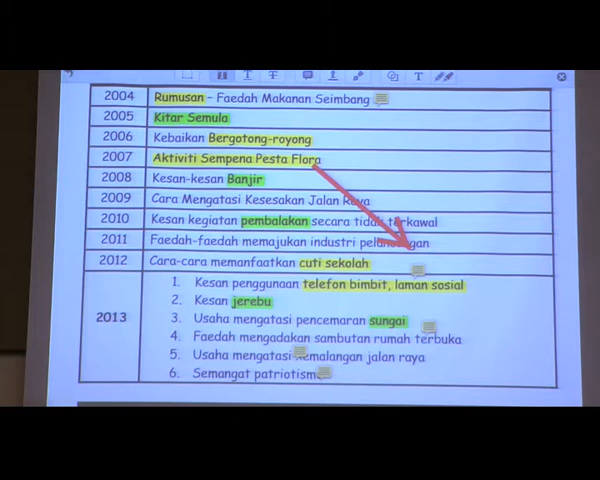 2004 Rumusan – Faedah Makanan Seimbang
2005 Kitar Semula
2006 Kebaikan Bergotong-royong
2007 Aktiviti Sempena Pesta Flora
2008 Kesan-kesan Banjir
2009 Cara Mengatasi Kesesakan Jalan Raya
2010 Kesan kegiatan pembalakan secara tidak terkawal
2011 Faedah-faedah memajukan industri pelancongan
2012 Cara-cara memanfaatkan cuti sekolah
2013
1. Kesan penggunaan telefon bimbit, laman sosial
2. Kesan jerebu
3. Usaha mengatasi pencemaran sungai
4. Faedah mengadakan sambutan rumah terbuka
5. Usaha mengatasi kemalangan jalan raya
6. Semangat patriotisme